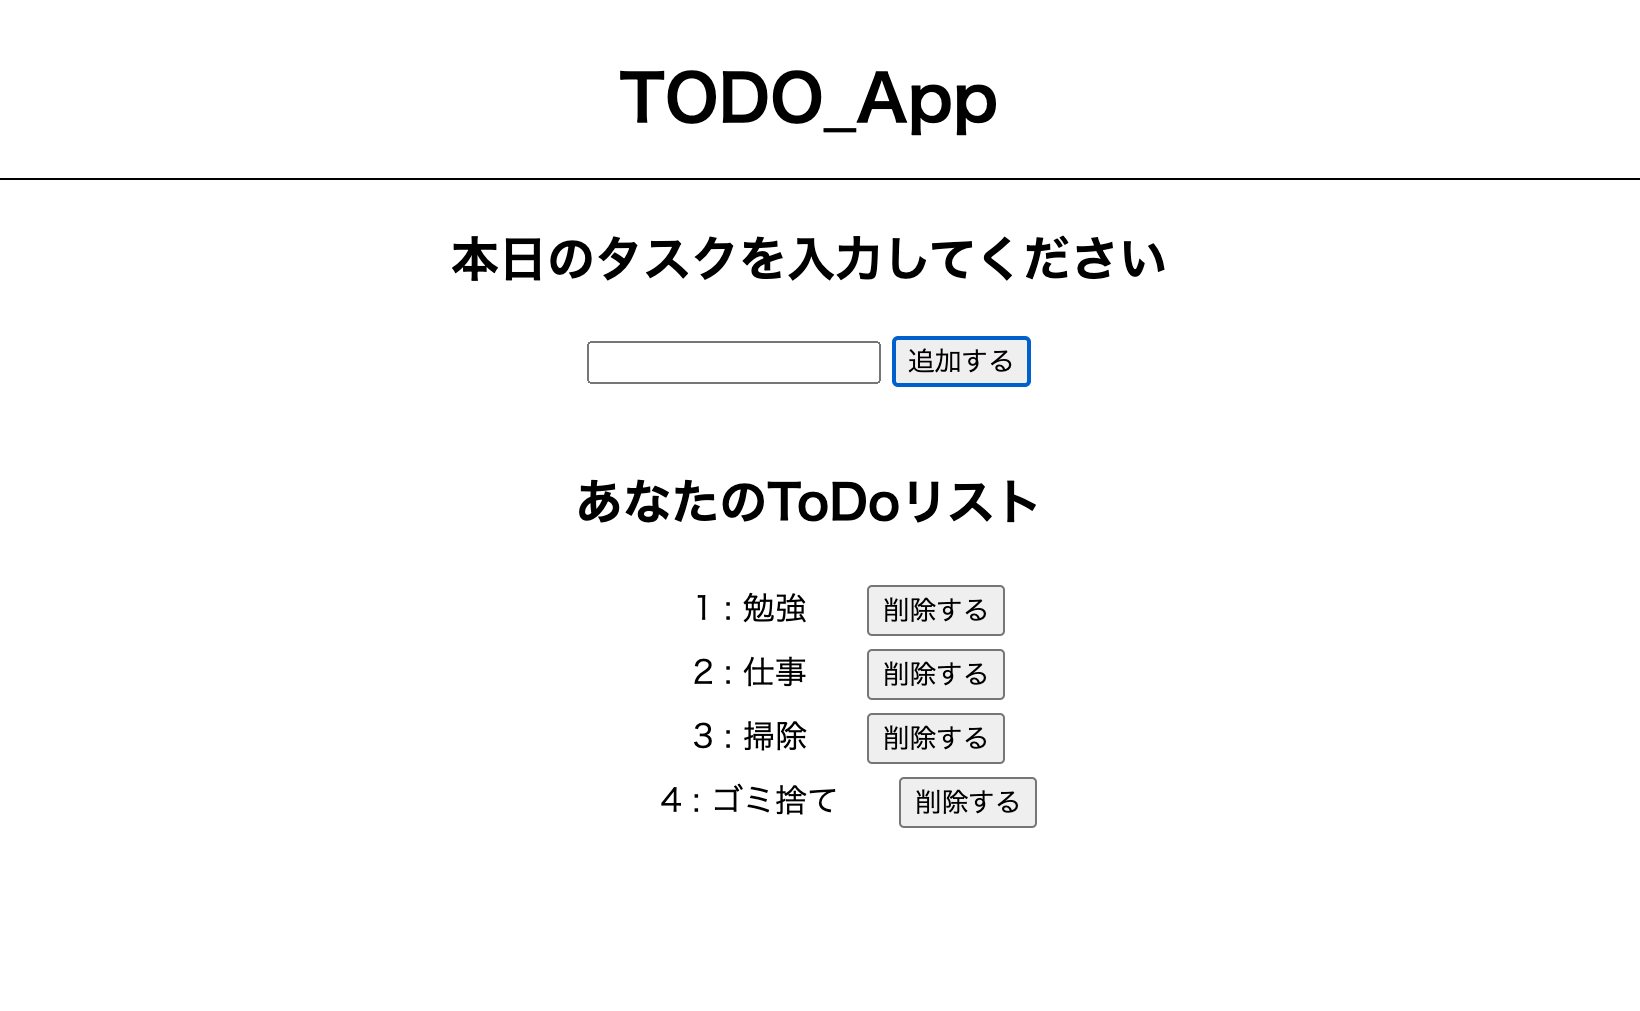 TODO_App
本日のタスクを入力してください
追加する
あなたのToDoリスト
1 : 勉強 削除する
2 : 仕事 削除する
3 : 掃除 削除する
4 : ゴミ捨て 削除する